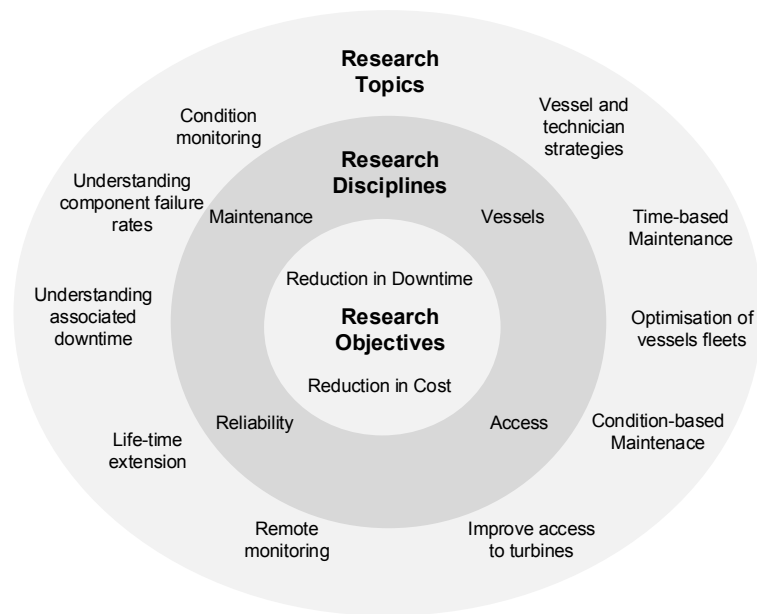 Research
Topics
Condition
monitoring
Vessel and
technician
strategies
Research
Disciplines
Understanding
component failure
rates
Maintenance
Vessels
Time-based
Maintenance
Reduction in Downtime
Understanding
associated
downtime
Research
Objectives
Optimisation of
vessels fleets
Reduction in Cost
Reliability
Access
Condition-based
Maintenace
Life-time
extension
Remote
monitoring
Improve access
to turbines